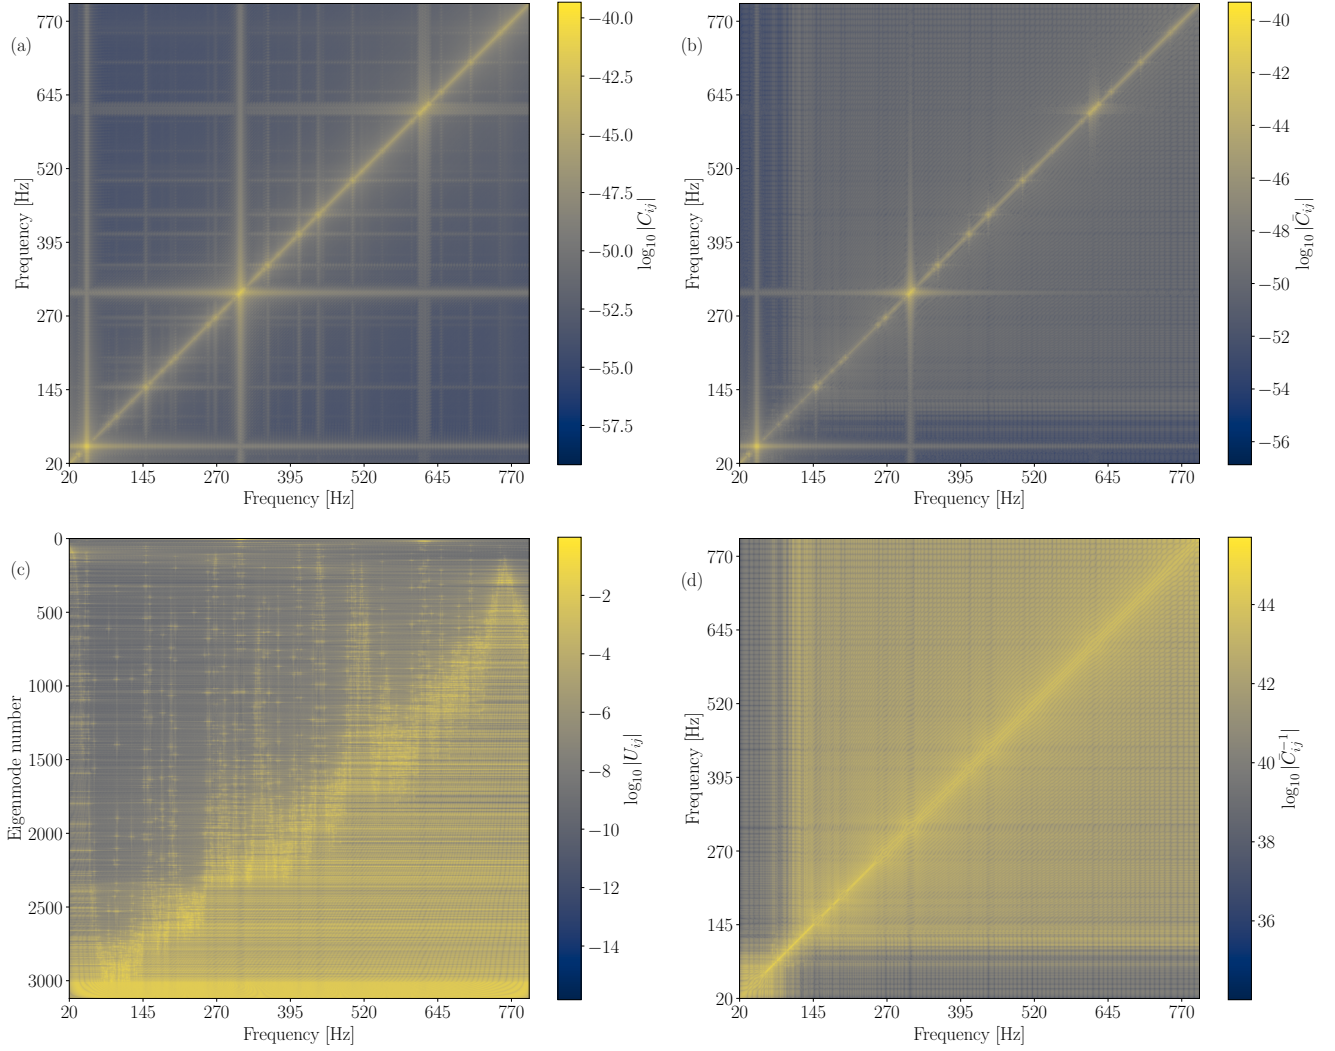 (a)
770
645
520
395
270
145
20
Frequency [Hz]
20 145 270 395 520 645 770
Frequency [Hz]
−40.0
−42.5
−45.0
−47.5
−50.0
−52.5
−55.0
−57.5
log₁₀ |C_ij|
(b)
770
645
520
395
270
145
20
Frequency [Hz]
20 145 270 395 520 645 770
Frequency [Hz]
−40
−42
−44
−46
−48
−50
−52
−54
−56
log₁₀ |C̄_ij|
(c)
0
500
1000
1500
2000
2500
3000
Eigenmode number
20 145 270 395 520 645 770
Frequency [Hz]
−2
−4
−6
−8
−10
−12
−14
log₁₀ |U_ij|
(d)
770
645
520
395
270
145
20
Frequency [Hz]
20 145 270 395 520 645 770
Frequency [Hz]
44
42
40
38
36
log₁₀ |C̄_ij⁻¹|